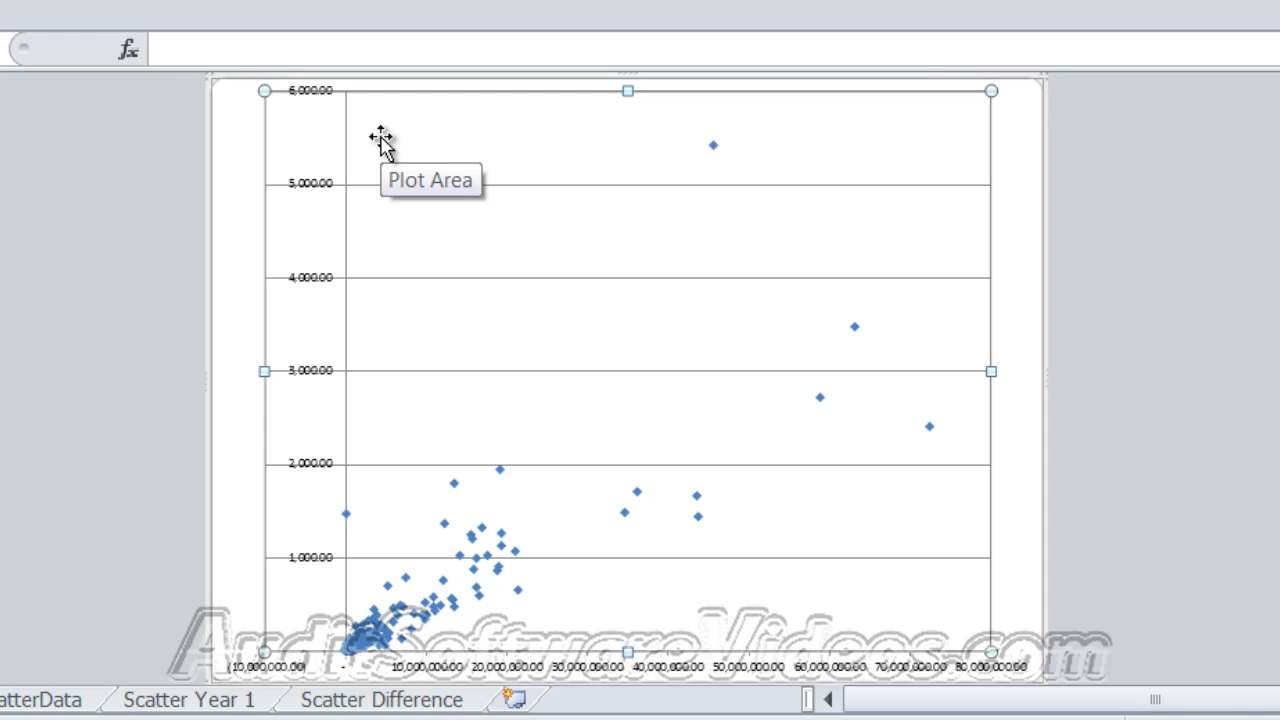 fx
6,000.00
Plot Area
5,000.00
4,000.00
3,000.00
2,000.00
1,000.00
AuditSoftwareVideos.com
(10,000,000.00) - 10,000,000.00 20,000,000.00 30,000,000.00 40,000,000.00 50,000,000.00 60,000,000.00 70,000,000.00 80,000,000.00
atterData Scatter Year 1 Scatter Difference